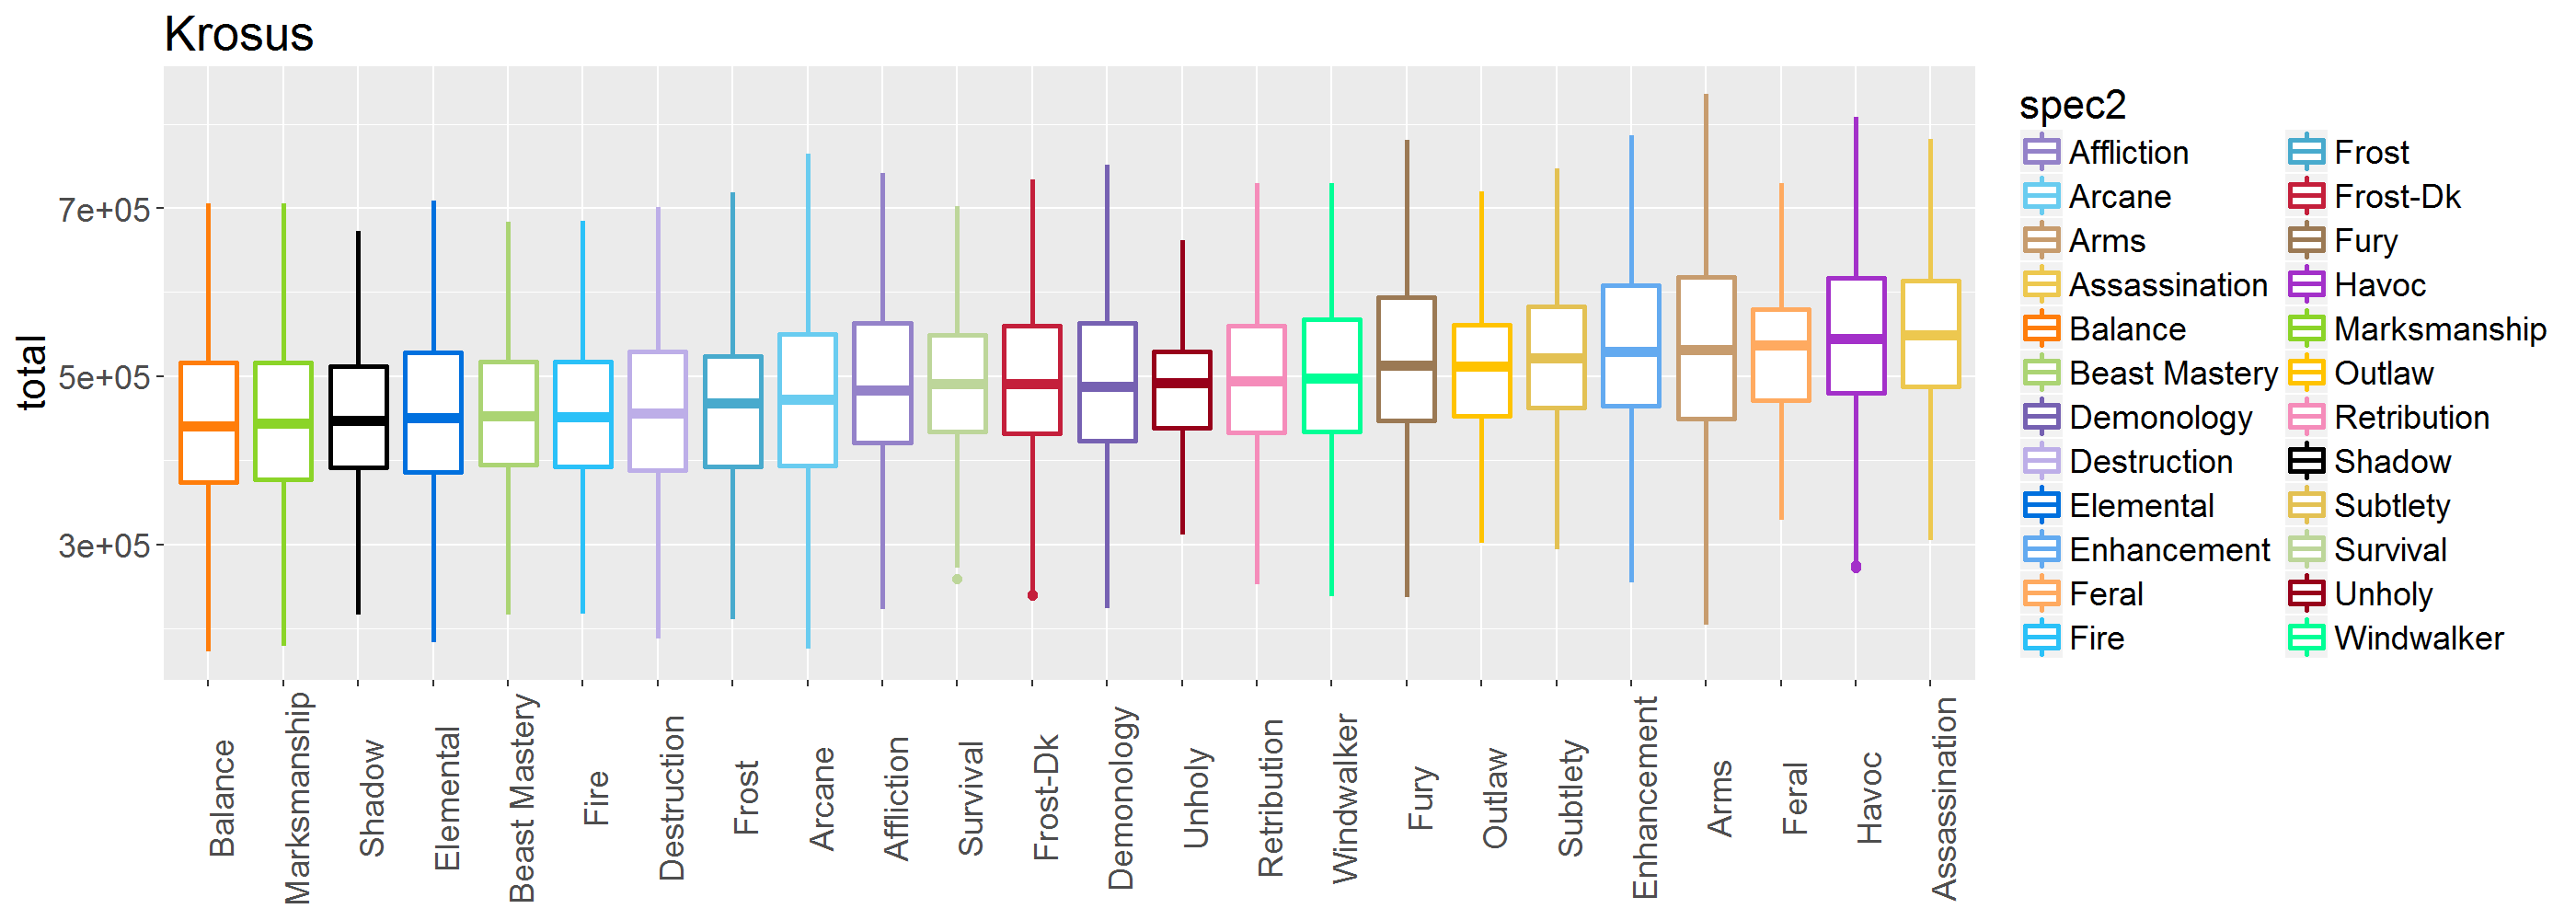 Krosus
total
7e+05
5e+05
3e+05
Balance
Marksmanship
Shadow
Elemental
Beast Mastery
Fire
Destruction
Frost
Arcane
Affliction
Survival
Frost-Dk
Demonology
Unholy
Retribution
Windwalker
Fury
Outlaw
Subtlety
Enhancement
Arms
Feral
Havoc
Assassination
spec2
Affliction
Arcane
Arms
Assassination
Balance
Beast Mastery
Demonology
Destruction
Elemental
Enhancement
Feral
Fire
Frost
Frost-Dk
Fury
Havoc
Marksmanship
Outlaw
Retribution
Shadow
Subtlety
Survival
Unholy
Windwalker